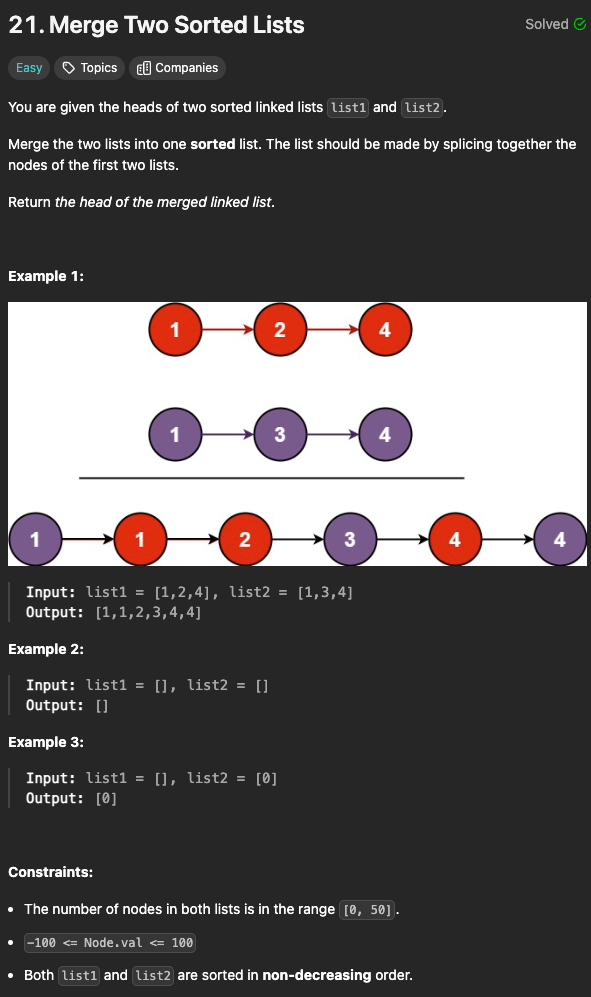 21. Merge Two Sorted Lists
Solved
Easy Topics Companies
You are given the heads of two sorted linked lists list1 and list2.
Merge the two lists into one sorted list. The list should be made by splicing together the
nodes of the first two lists.
Return the head of the merged linked list.
Example 1:
1 2 4
1 3 4
1 1 2 3 4 4
Input: list1 = [1,2,4], list2 = [1,3,4]
Output: [1,1,2,3,4,4]
Example 2:
Input: list1 = [], list2 = []
Output: []
Example 3:
Input: list1 = [], list2 = [0]
Output: [0]
Constraints:
• The number of nodes in both lists is in the range [0, 50].
• -100 <= Node.val <= 100
• Both list1 and list2 are sorted in non-decreasing order.